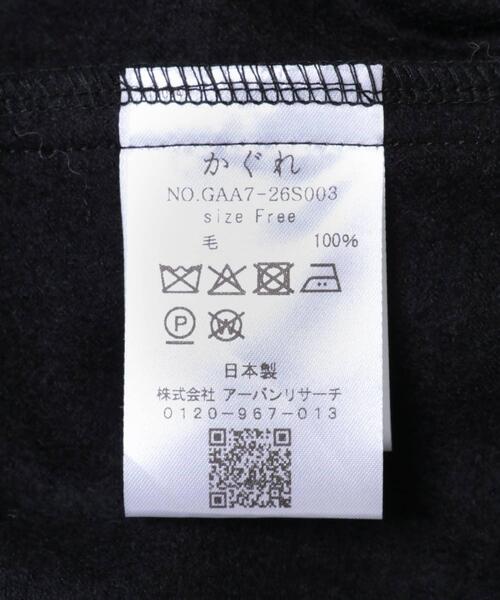 かぐれ
NO.GAA7-26S003
size Free
毛 100%
P W
日本製
株式会社 アーバンリサーチ
0120-967-013